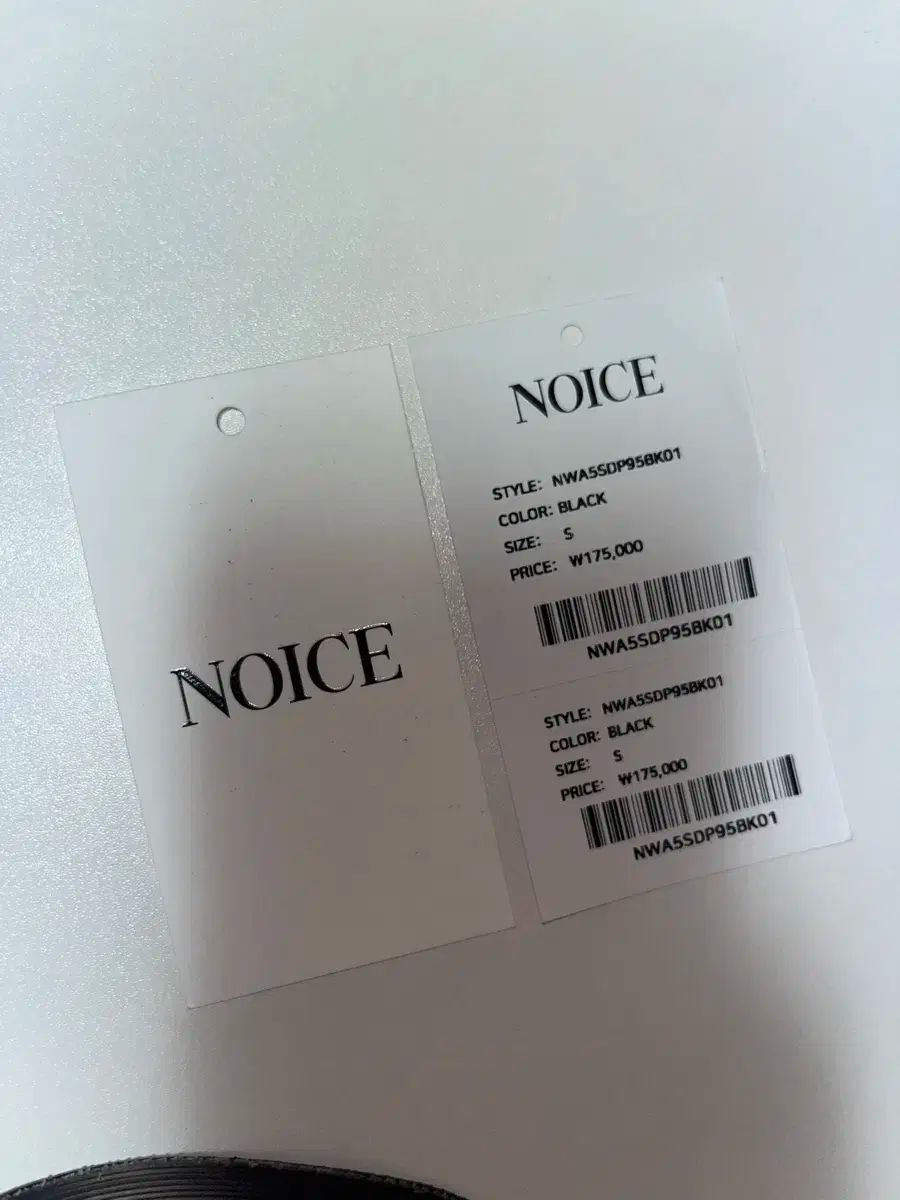 NOICE
NOICE
STYLE: NWA5SDP95BK01
COLOR: BLACK
SIZE: S
PRICE: ₩175,000
NWA5SDP95BK01
STYLE: NWA5SDP95BK01
COLOR: BLACK
SIZE: S
PRICE: ₩175,000
NWA5SDP95BK01